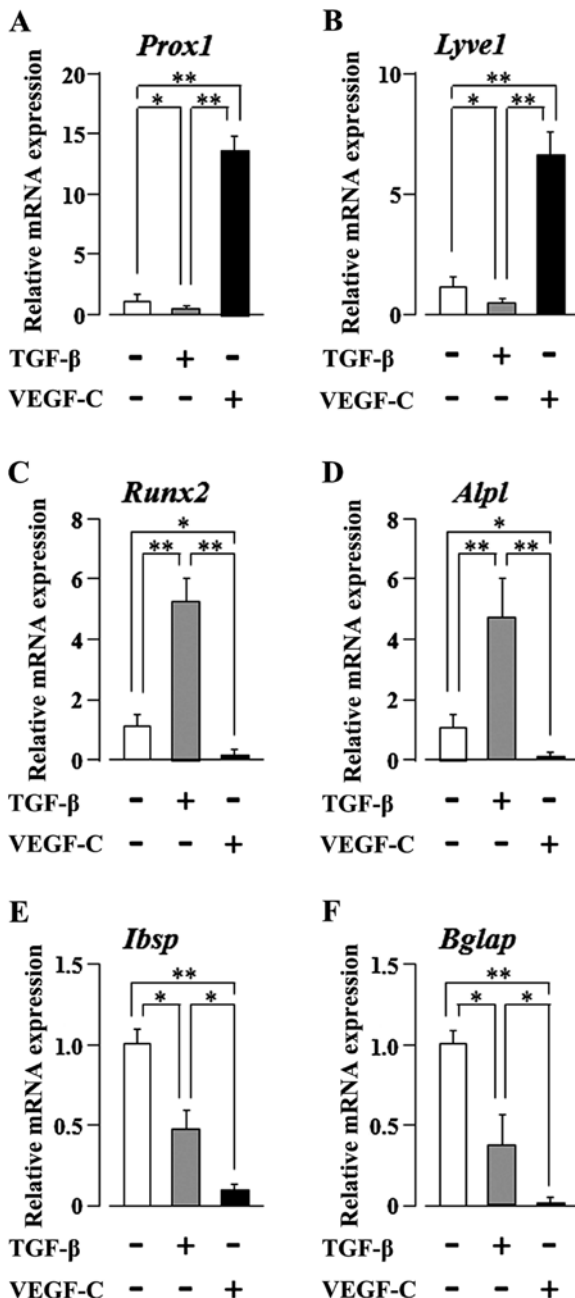 A
Prox1
Relative mRNA expression
20
15
10
5
0
**
* **
TGF-β - + -
VEGF-C - - +
B
Lyve1
Relative mRNA expression
10
5
0
**
* **
TGF-β - + -
VEGF-C - - +
C
Runx2
Relative mRNA expression
8
6
4
2
0
*
** **
TGF-β - + -
VEGF-C - - +
D
Alpl
Relative mRNA expression
8
6
4
2
0
*
** **
TGF-β - + -
VEGF-C - - +
E
Ibsp
Relative mRNA expression
1.5
1.0
0.5
0
**
* *
TGF-β - + -
VEGF-C - - +
F
Bglap
Relative mRNA expression
1.5
1.0
0.5
0
**
* *
TGF-β - + -
VEGF-C - - +